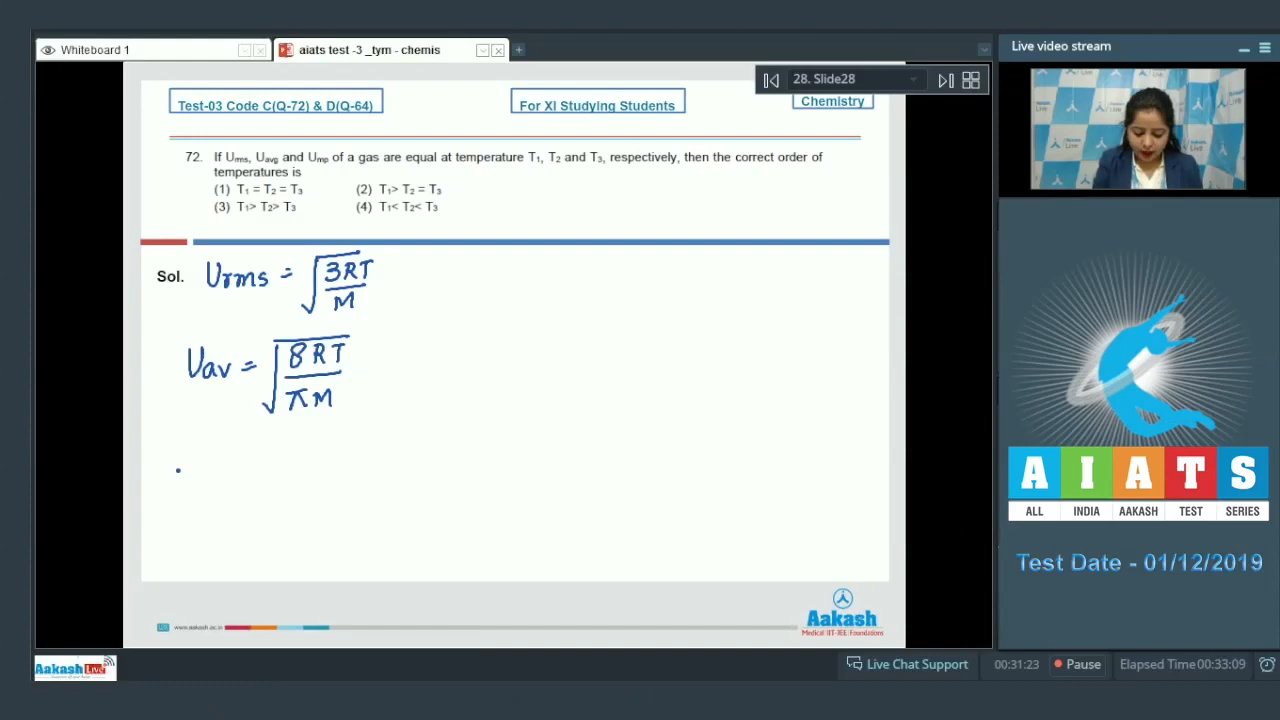 Whiteboard 1
aiats test -3 _tym - chemis
Live video stream
28. Slide28
Test-03 Code C(Q-72) & D(Q-64)
For XI Studying Students
Chemistry
72. If Urms, Uavg and Ump of a gas are equal at temperature T1, T2 and T3, respectively, then the correct order of
temperatures is
(1) T1 = T2 = T3 (2) T1> T2 = T3
(3) T1> T2> T3 (4) T1< T2< T3
Sol. Urms = √3RT/M
Uav = √8RT/πM
A I A T S
ALL INDIA AAKASH TEST SERIES
Test Date - 01/12/2019
www.aakash.ac.in
Aakash
Medical|IIT-JEE|Foundations
Aakash Live
Live Chat Support
00:31:23
Pause
Elapsed Time 00:33:09